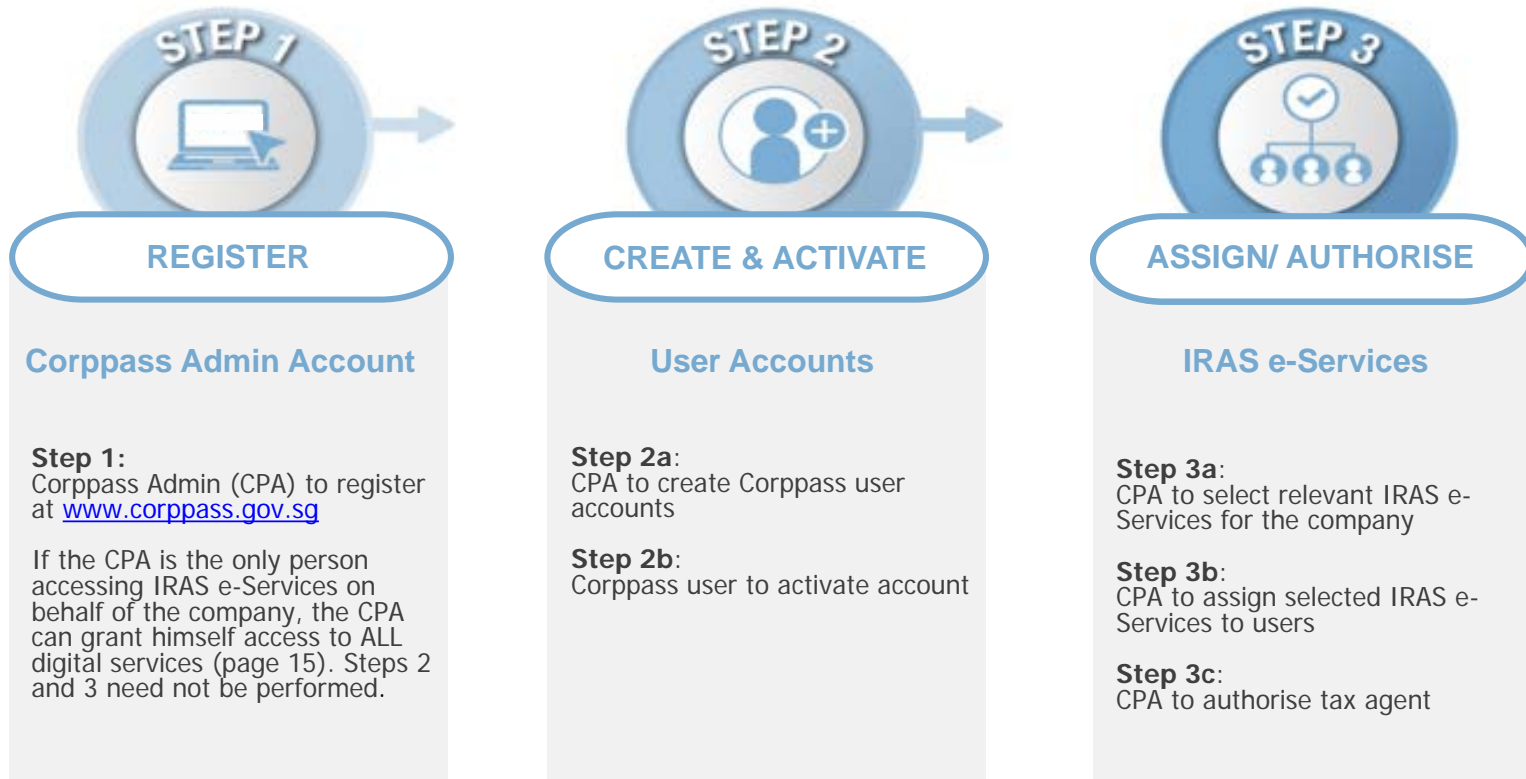 STEP 1
REGISTER
Corppass Admin Account
Step 1:
Corppass Admin (CPA) to register
at www.corppass.gov.sg
If the CPA is the only person
accessing IRAS e-Services on
behalf of the company, the CPA
can grant himself access to ALL
digital services (page 15). Steps 2
and 3 need not be performed.
STEP 2
CREATE & ACTIVATE
User Accounts
Step 2a:
CPA to create Corppass user
accounts
Step 2b:
Corppass user to activate account
STEP 3
ASSIGN/ AUTHORISE
IRAS e-Services
Step 3a:
CPA to select relevant IRAS e-
Services for the company
Step 3b:
CPA to assign selected IRAS e-
Services to users
Step 3c:
CPA to authorise tax agent